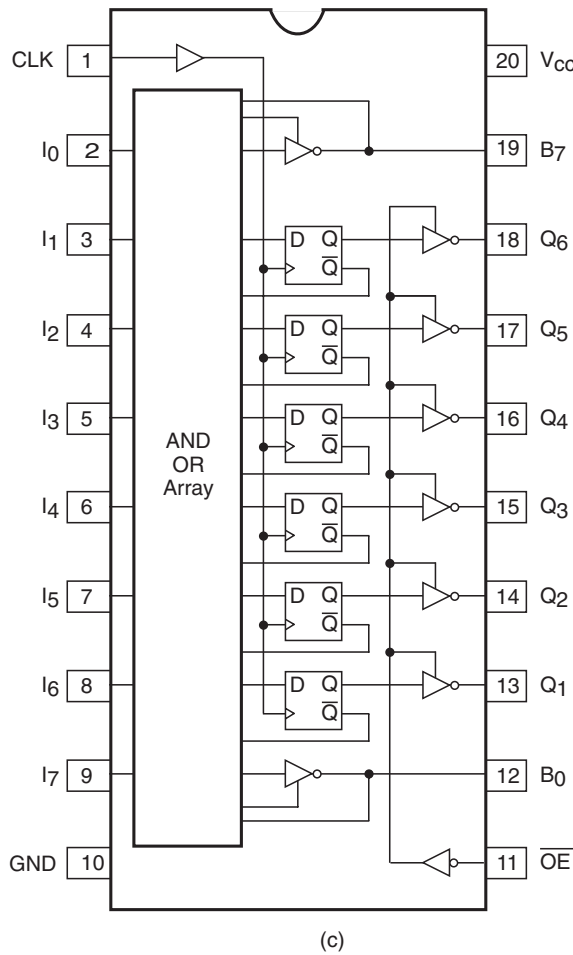 CLK 1 20 VCC
I0 2 19 B7
I1 3 D Q Q̅ 18 Q6
I2 4 D Q Q̅ 17 Q5
I3 5 D Q Q̅ 16 Q4
AND
OR
Array
I4 6 D Q Q̅ 15 Q3
I5 7 D Q Q̅ 14 Q2
I6 8 D Q Q̅ 13 Q1
I7 9 12 B0
GND 10 11 O̅E̅
(c)